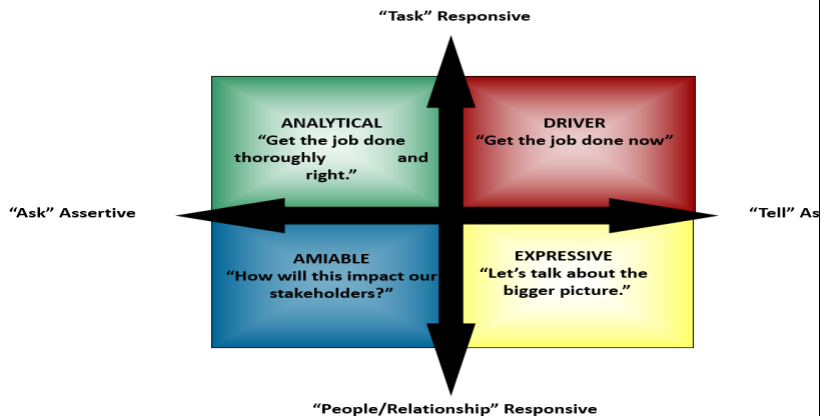 “Task” Responsive
ANALYTICAL
“Get the job done
thoroughly and
right.”
DRIVER
“Get the job done now”
“Ask” Assertive
“Tell” As
AMIABLE
“How will this impact our
stakeholders?”
EXPRESSIVE
“Let’s talk about the
bigger picture.”
“People/Relationship” Responsive